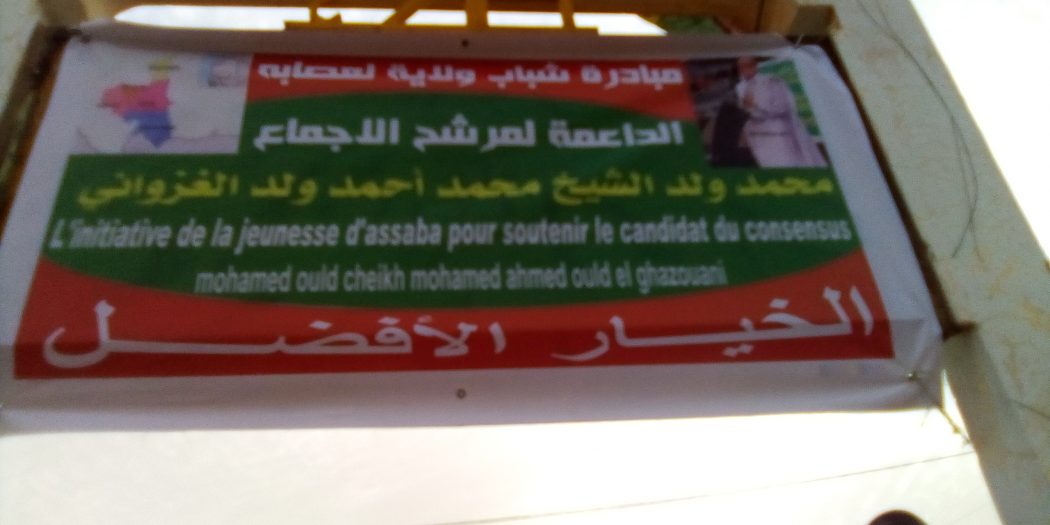 مبادرة شباب ولاية لعصابه
الداعمة لمرشح الاجماع
محمد ولد الشيخ محمد أحمد ولد الغزواني
L'initiative de la jeunesse d'assaba pour soutenir le candidat du consensus
mohamed ould cheikh mohamed ahmed ould el ghazouani
الخيار الأفضل